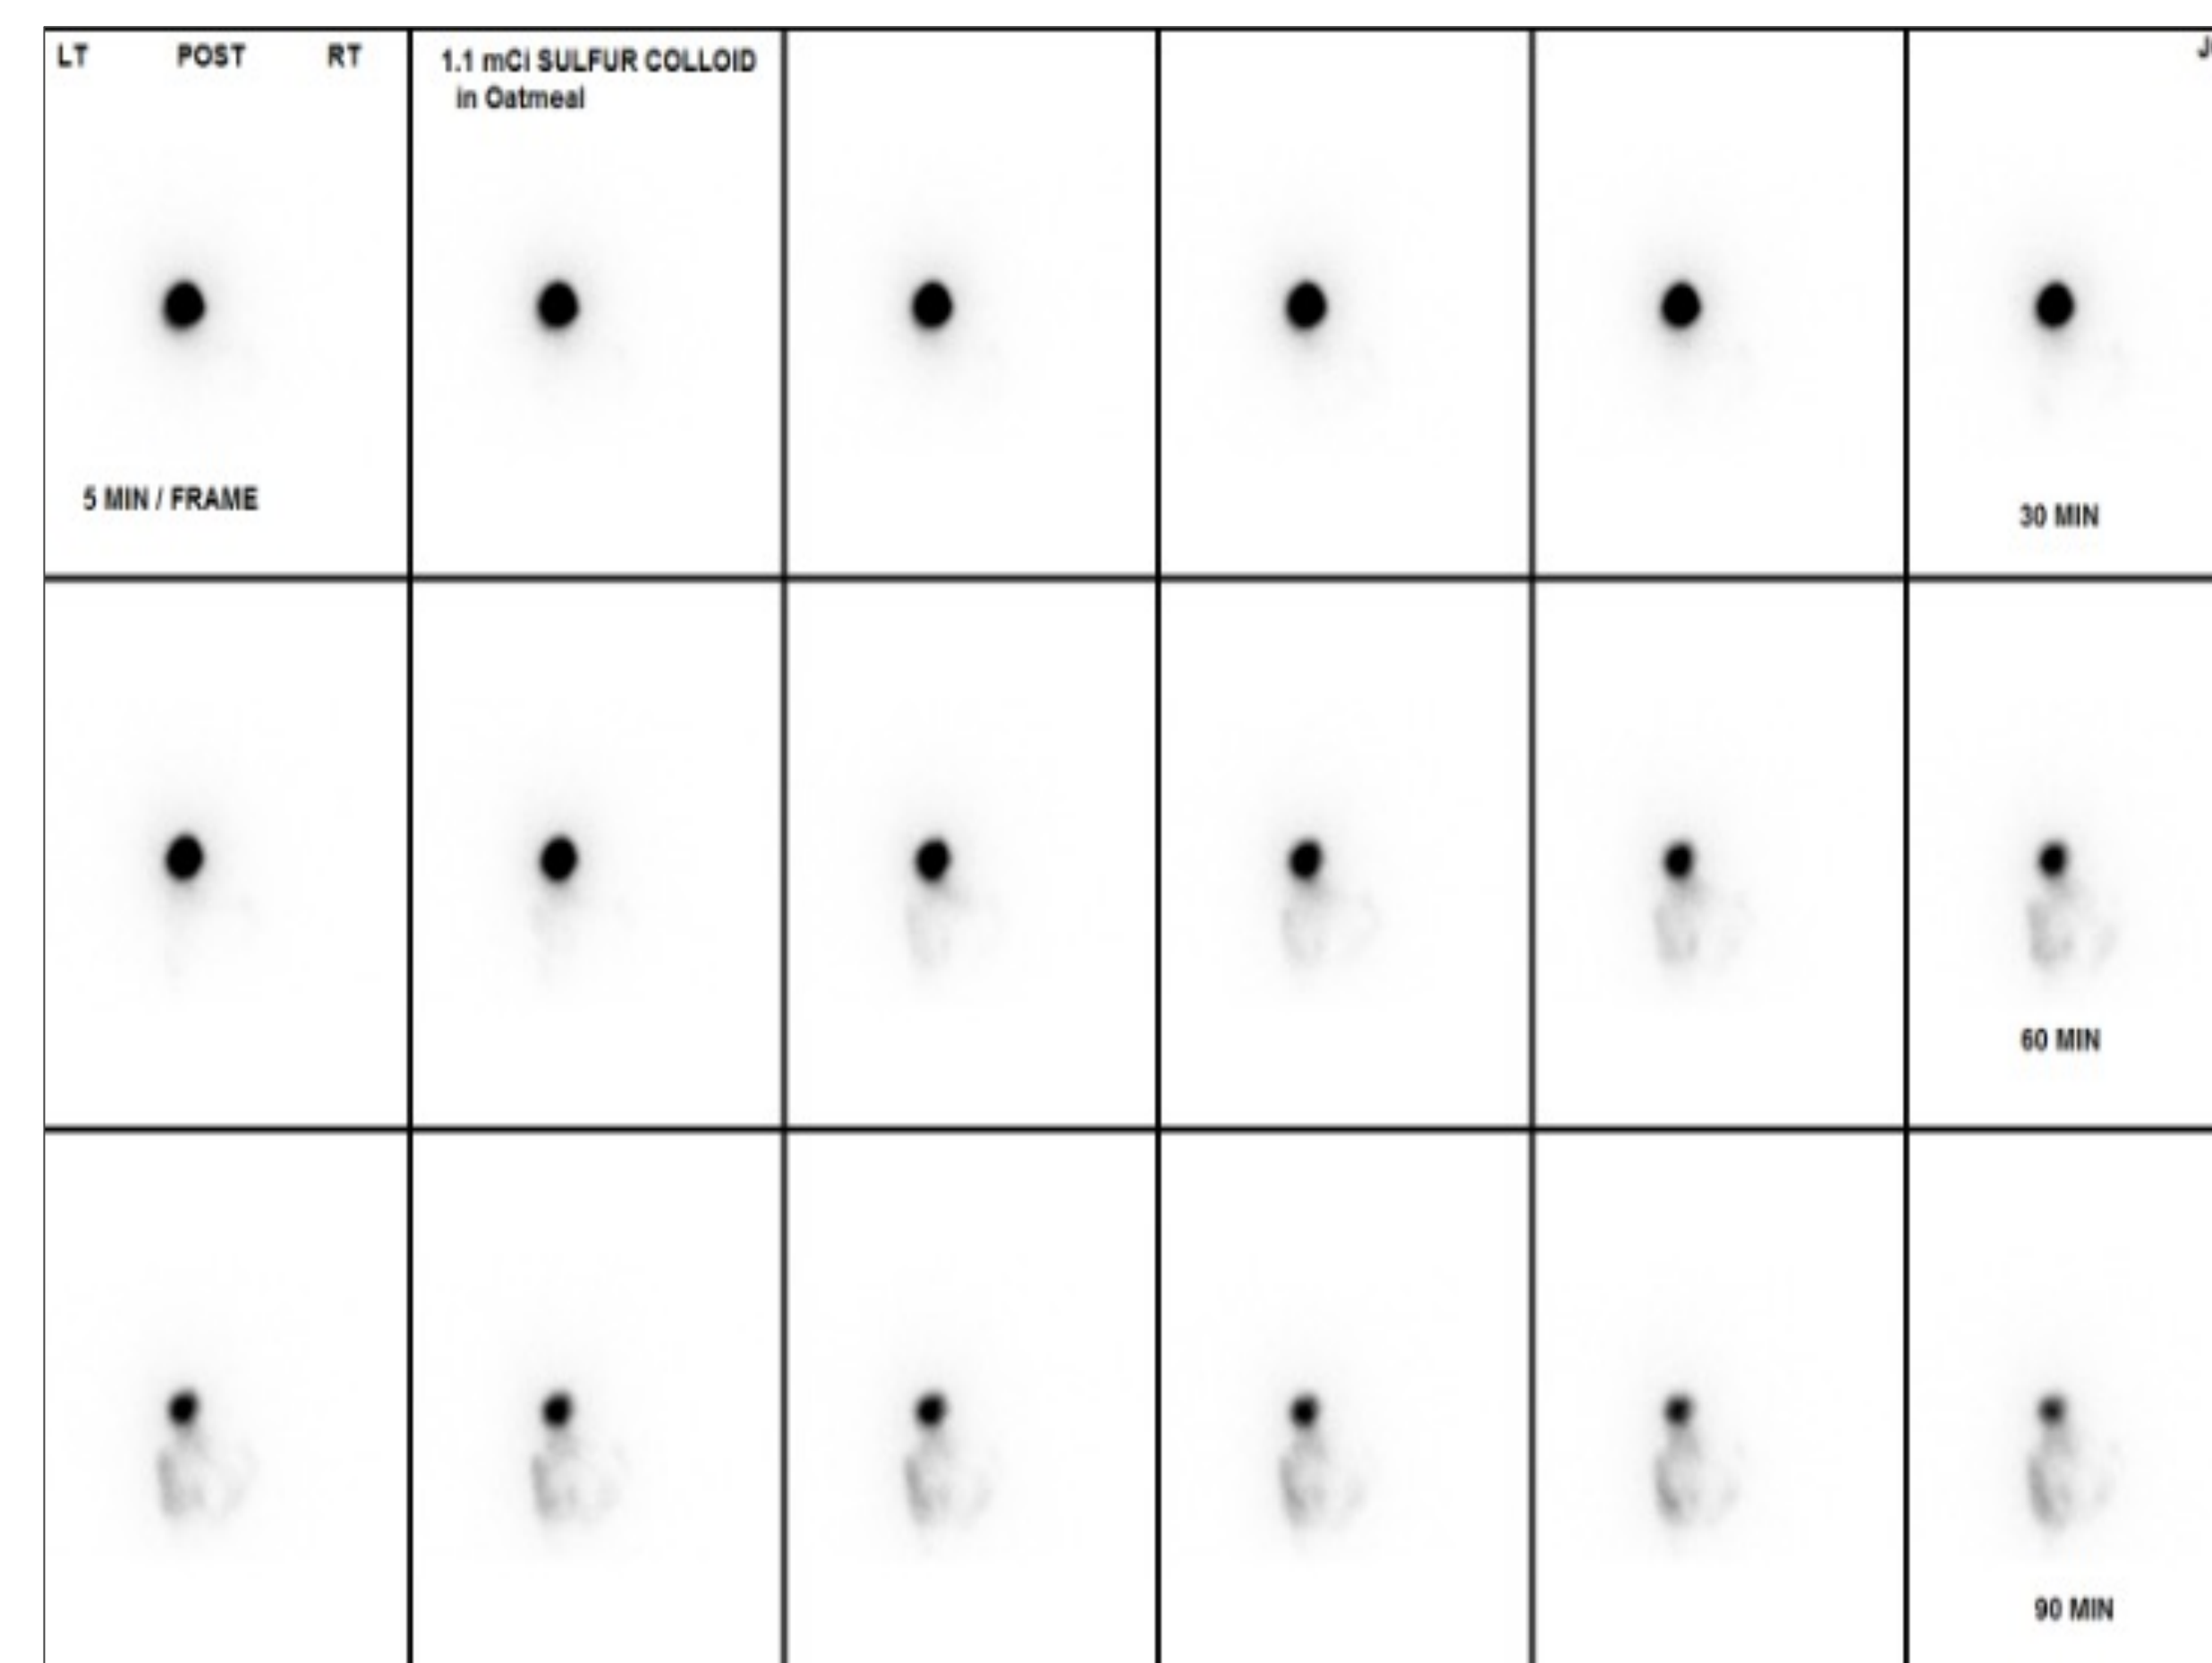 LT POST RT
1.1 mCi SULFUR COLLOID
in Oatmeal
5 MIN / FRAME
30 MIN
60 MIN
90 MIN